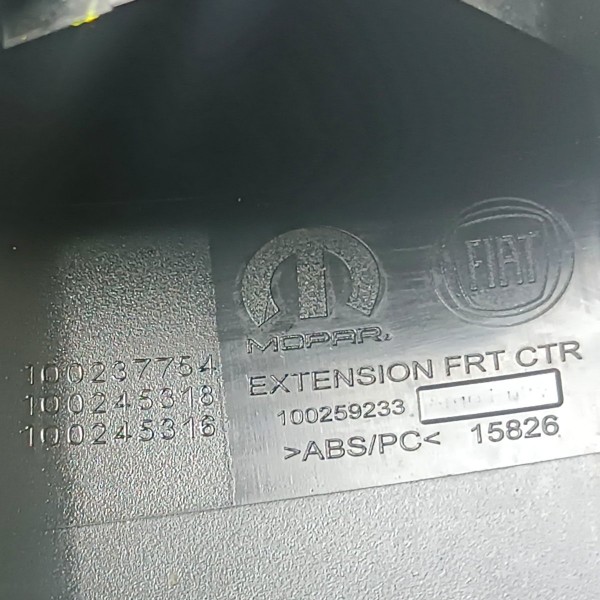 FIAT
MOPAR
100237754
100245318
100245316
EXTENSION FRT CTR
100259233
>ABS/PC< 15826